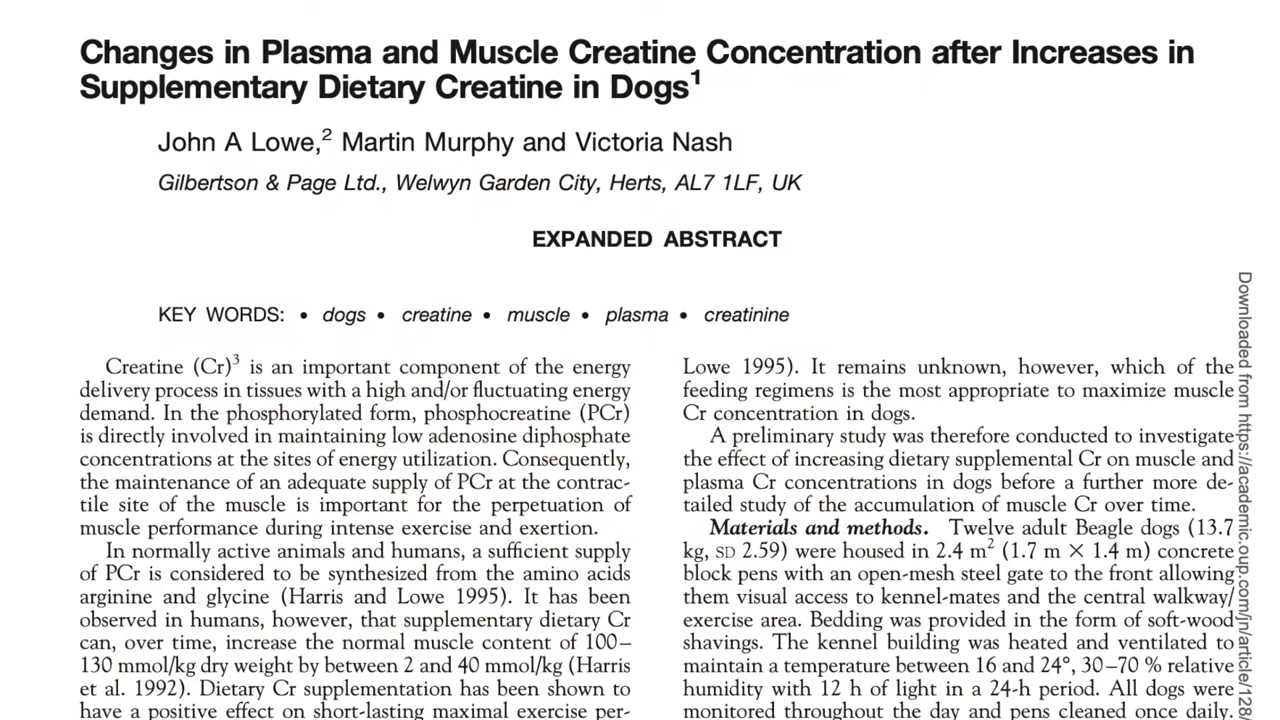 Changes in Plasma and Muscle Creatine Concentration after Increases in
Supplementary Dietary Creatine in Dogs¹
John A Lowe,² Martin Murphy and Victoria Nash
Gilbertson & Page Ltd., Welwyn Garden City, Herts, AL7 1LF, UK
EXPANDED ABSTRACT
KEY WORDS: • dogs • creatine • muscle • plasma • creatinine
Creatine (Cr)³ is an important component of the energy
delivery process in tissues with a high and/or fluctuating energy
demand. In the phosphorylated form, phosphocreatine (PCr)
is directly involved in maintaining low adenosine diphosphate
concentrations at the sites of energy utilization. Consequently,
the maintenance of an adequate supply of PCr at the contrac-
tile site of the muscle is important for the perpetuation of
muscle performance during intense exercise and exertion.
In normally active animals and humans, a sufficient supply
of PCr is considered to be synthesized from the amino acids
arginine and glycine (Harris and Lowe 1995). It has been
observed in humans, however, that supplementary dietary Cr
can, over time, increase the normal muscle content of 100–
130 mmol/kg dry weight by between 2 and 40 mmol/kg (Harris
et al. 1992). Dietary Cr supplementation has been shown to
have a positive effect on short-lasting maximal exercise per-
Lowe 1995). It remains unknown, however, which of the
feeding regimens is the most appropriate to maximize muscle
Cr concentration in dogs.
A preliminary study was therefore conducted to investigate
the effect of increasing dietary supplemental Cr on muscle and
plasma Cr concentrations in dogs before a further more de-
tailed study of the accumulation of muscle Cr over time.
Materials and methods. Twelve adult Beagle dogs (13.7
kg, SD 2.59) were housed in 2.4 m² (1.7 m × 1.4 m) concrete
block pens with an open-mesh steel gate to the front allowing
them visual access to kennel-mates and the central walkway/
exercise area. Bedding was provided in the form of soft-wood
shavings. The kennel building was heated and ventilated to
maintain a temperature between 16 and 24°, 30–70 % relative
humidity with 12 h of light in a 24-h period. All dogs were
monitored throughout the day and pens cleaned once daily.
Downloaded from https://academic.oup.com/jn/article/128/